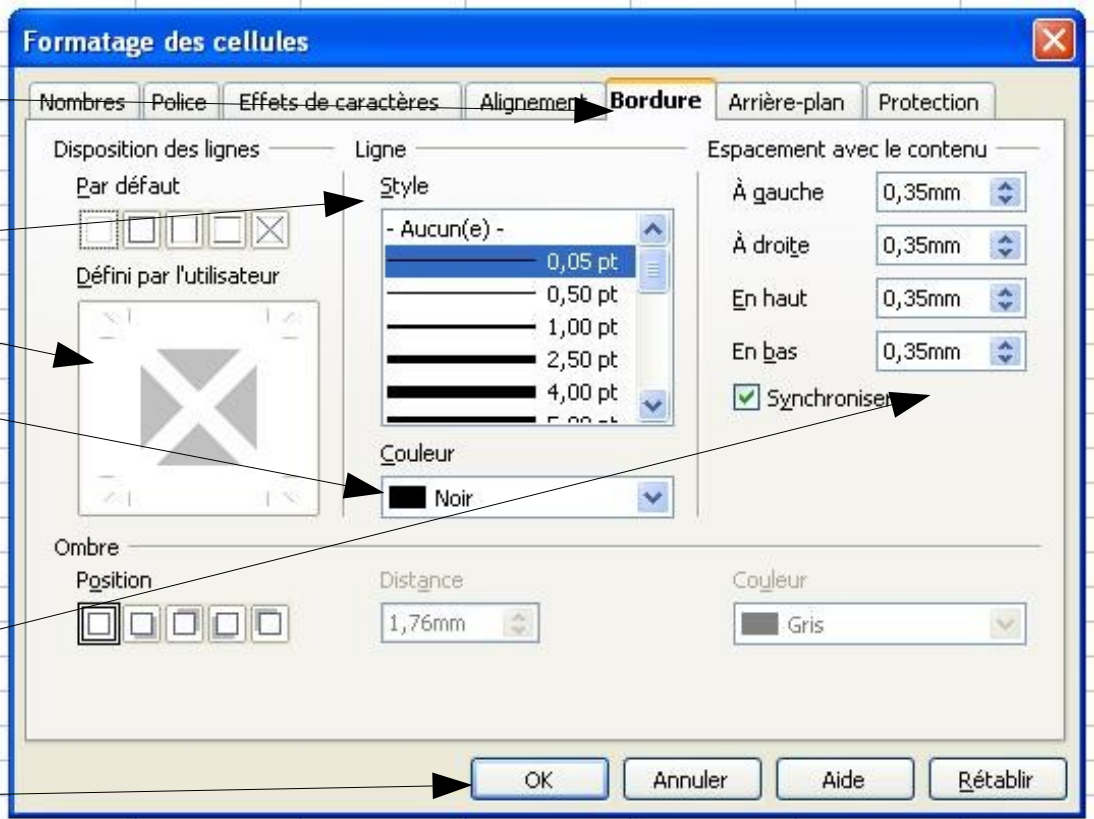 Formatage des cellules
Nombres Police Effets de caractères Alignement Bordure Arrière-plan Protection
Disposition des lignes Ligne Espacement avec le contenu
Par défaut Style À gauche 0,35mm
- Aucun(e) -
0,05 pt À droite 0,35mm
Défini par l'utilisateur 0,50 pt En haut 0,35mm
1,00 pt
2,50 pt En bas 0,35mm
4,00 pt Synchroniser
Couleur
Noir
Ombre
Position Distance Couleur
1,76mm Gris
OK Annuler Aide Rétablir